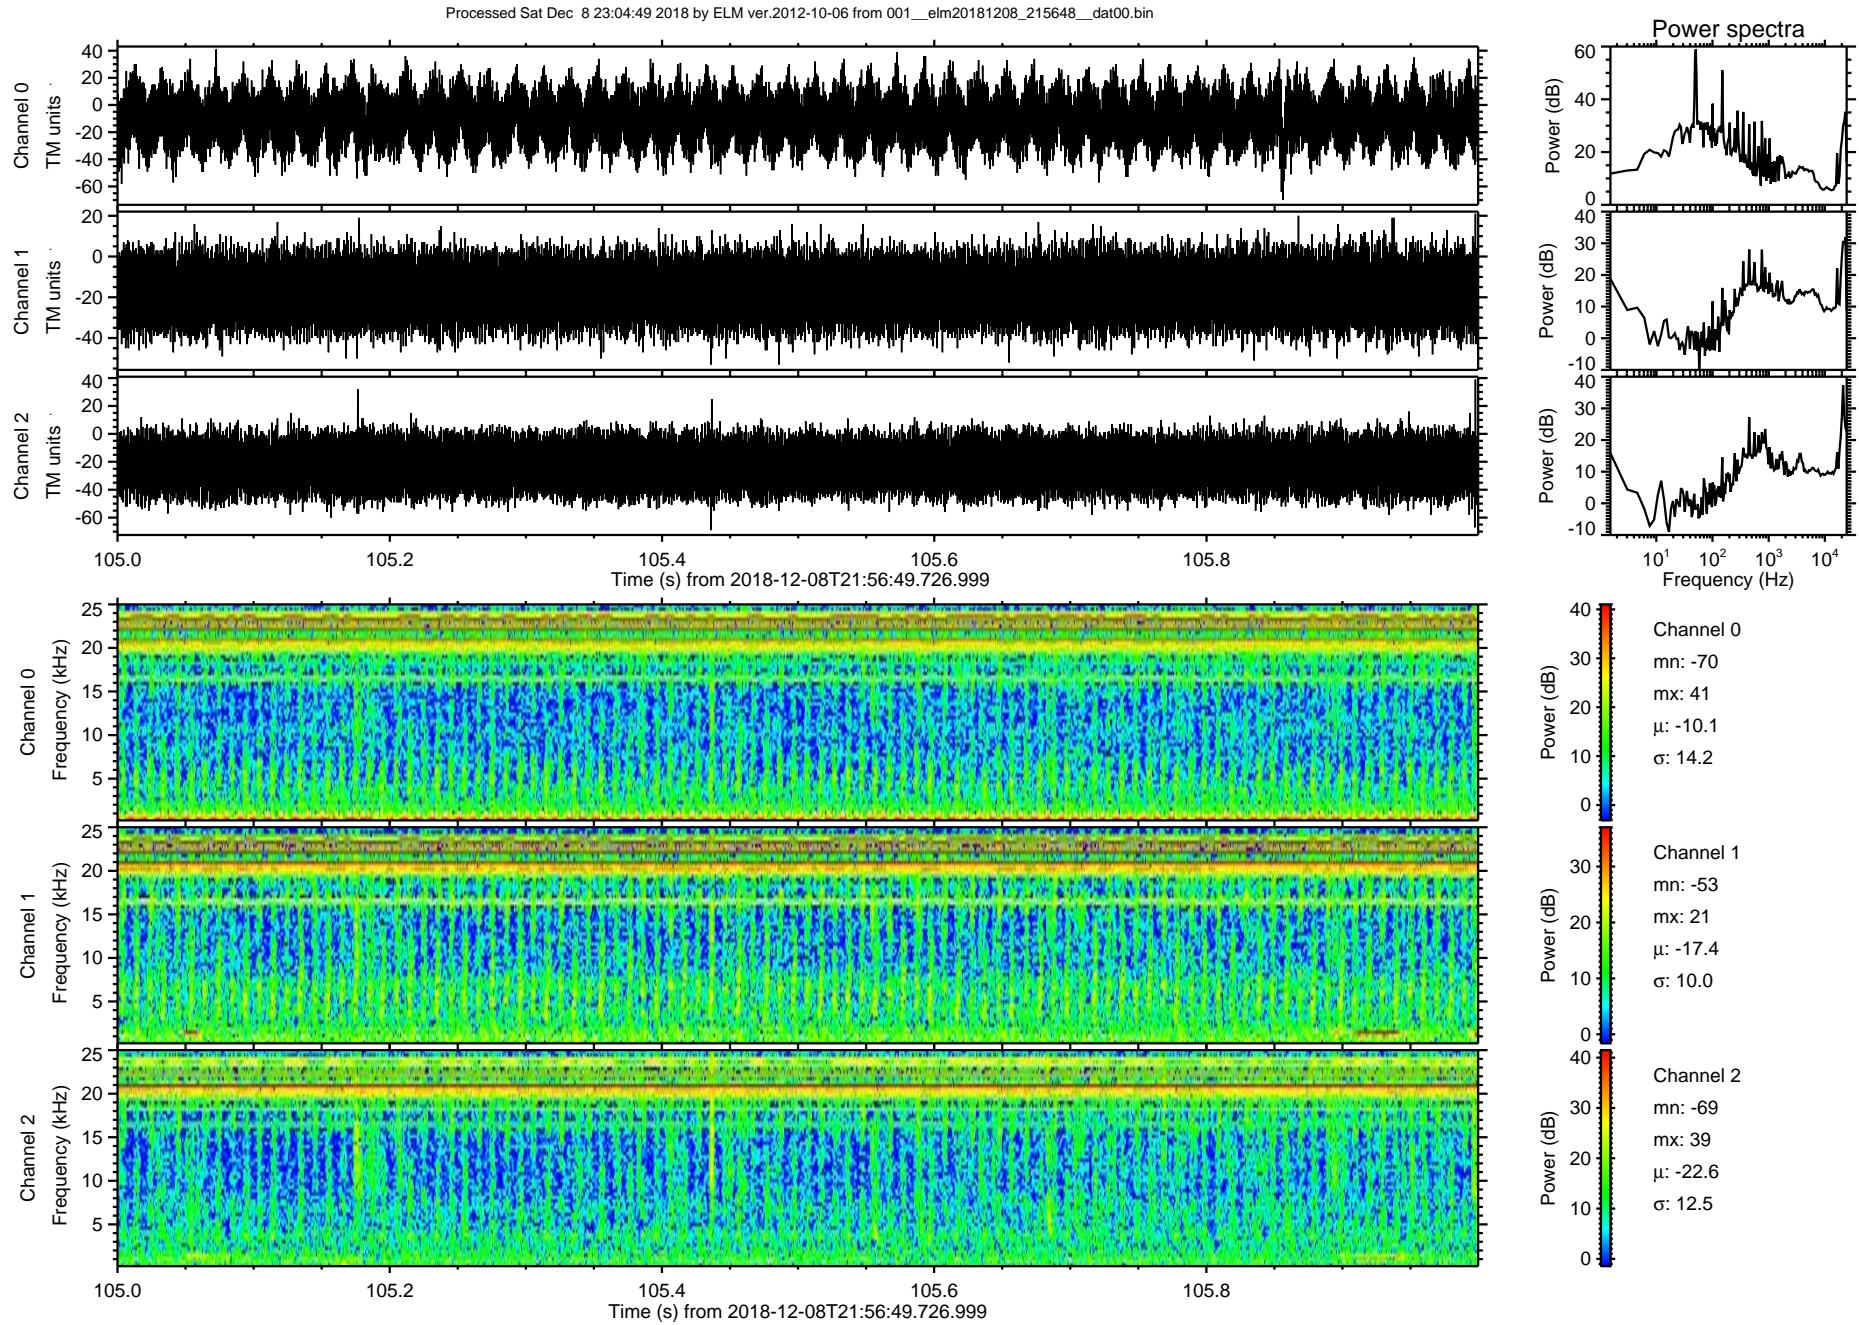 Processed Sat Dec 8 23:04:49 2018 by ELM ver.2012-10-06 from 001__elm20181208_215648__dat00.bin
Power spectra
Channel 0
TM units
40
20
0
-20
-40
-60
Power (dB)
60
40
20
0
Channel 1
TM units
20
0
-20
-40
Power (dB)
40
30
20
10
0
-10
Channel 2
TM units
40
20
0
-20
-40
-60
Power (dB)
40
30
20
10
0
-10
105.0 105.2 105.4 105.6 105.8
Time (s) from 2018-12-08T21:56:49.726.999
10¹ 10² 10³ 10⁴
Frequency (Hz)
Channel 0
Frequency (kHz)
25
20
15
10
5
Power (dB)
40
30
20
10
0
Channel 0
mn: -70
mx: 41
µ: -10.1
σ: 14.2
Channel 1
Frequency (kHz)
25
20
15
10
5
Power (dB)
30
20
10
0
Channel 1
mn: -53
mx: 21
µ: -17.4
σ: 10.0
Channel 2
Frequency (kHz)
25
20
15
10
5
Power (dB)
40
30
20
10
0
Channel 2
mn: -69
mx: 39
µ: -22.6
σ: 12.5
105.0 105.2 105.4 105.6 105.8
Time (s) from 2018-12-08T21:56:49.726.999